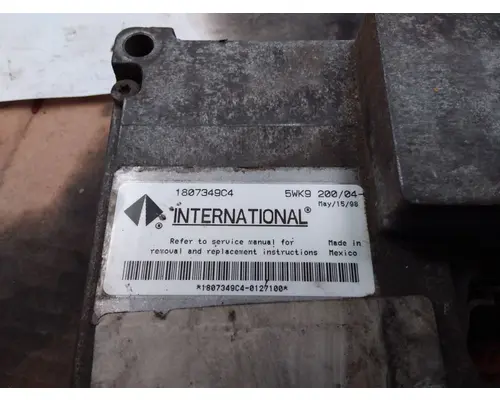 1807349C4 5WK9 200/04-
May/15/98
INTERNATIONAL®
Refer to service manual for Made in
removal and replacement instructions Mexico
*1807349C4-0127100*